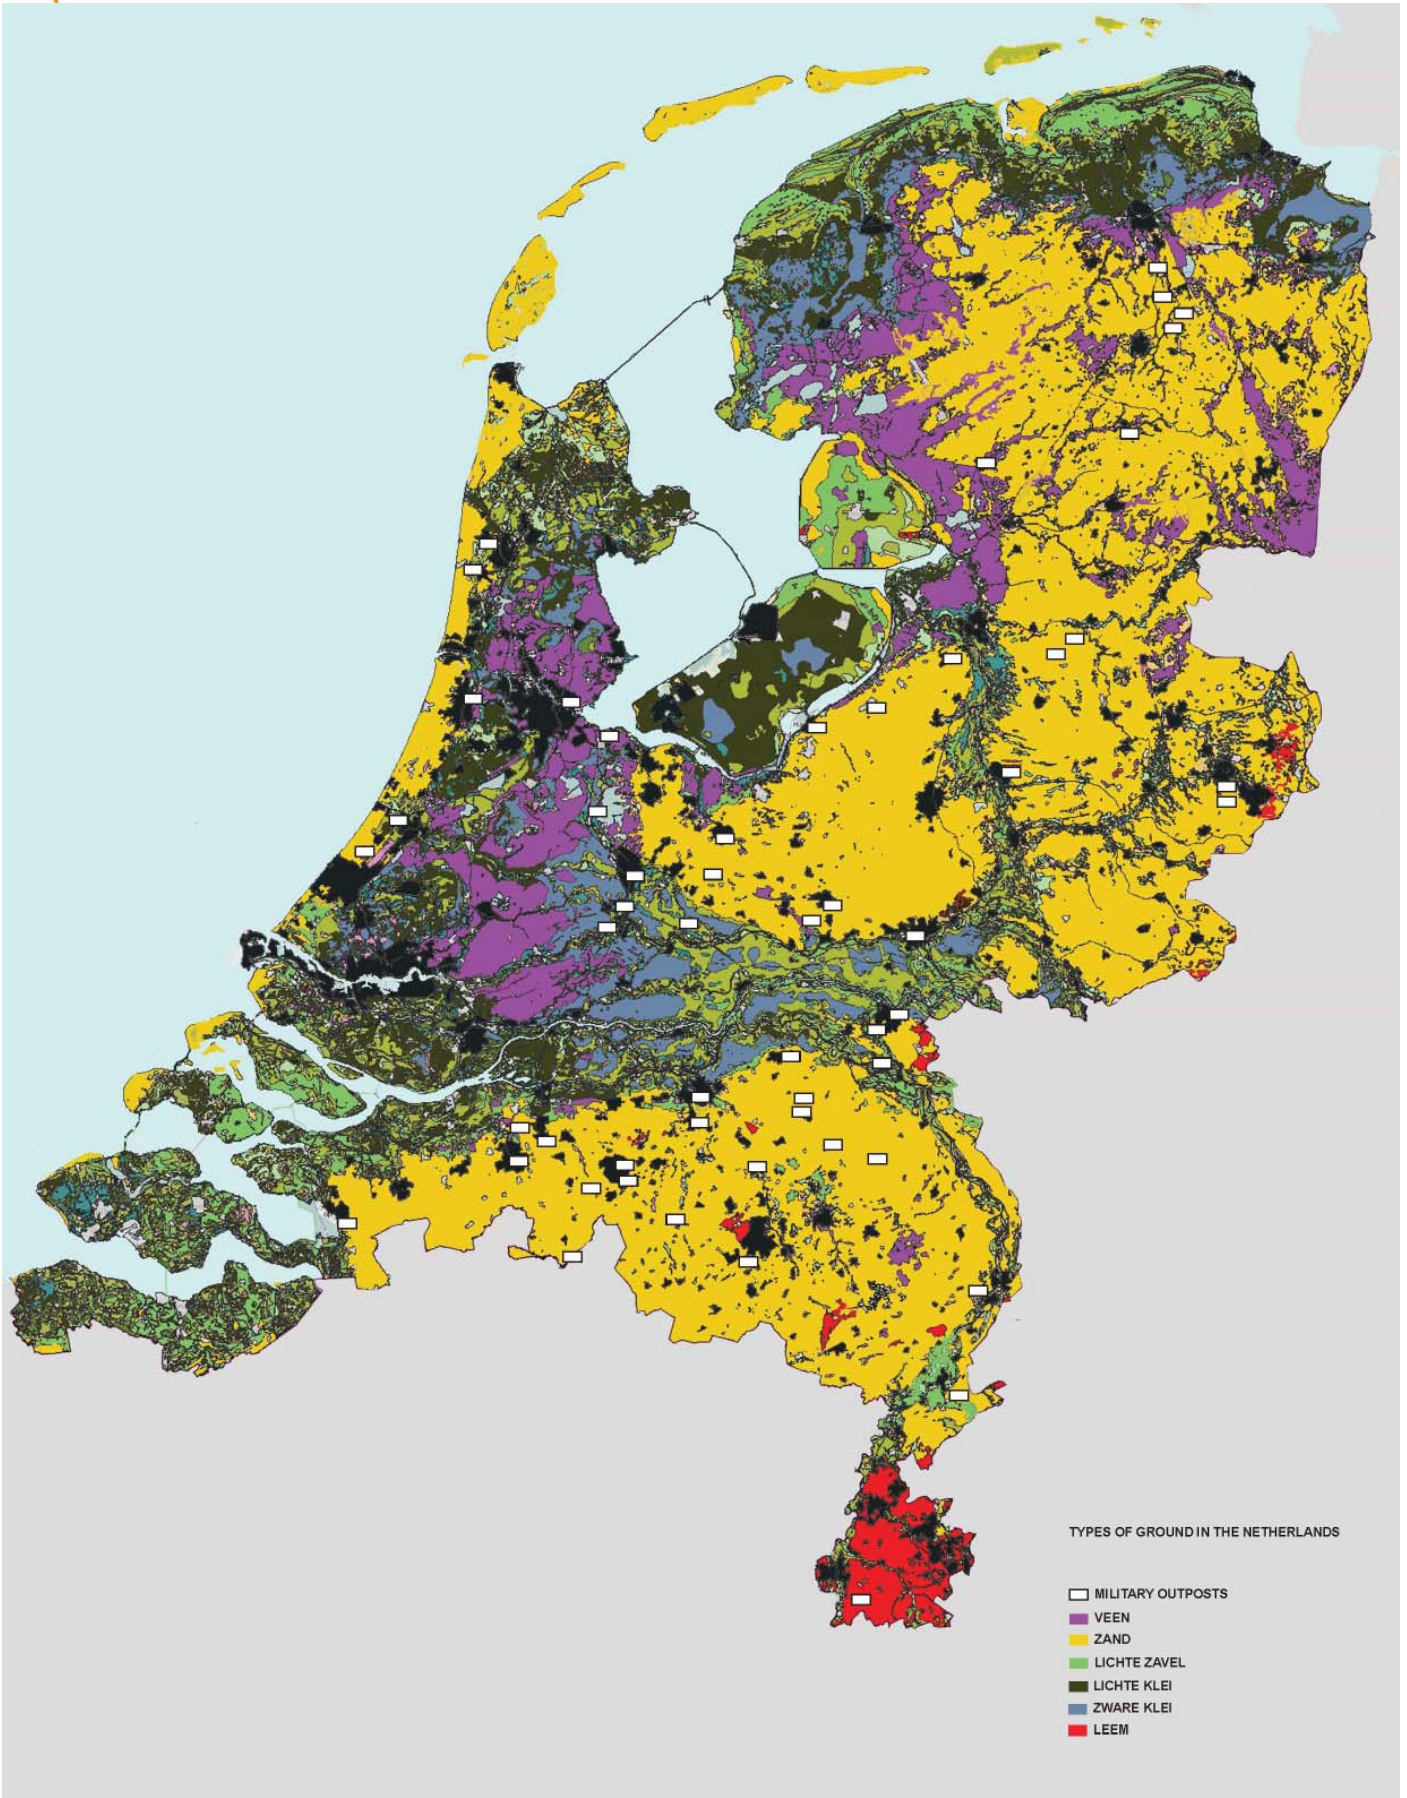 TYPES OF GROUND IN THE NETHERLANDS
MILITARY OUTPOSTS
VEEN
ZAND
LICHTE ZAVEL
LICHTE KLEI
ZWARE KLEI
LEEM